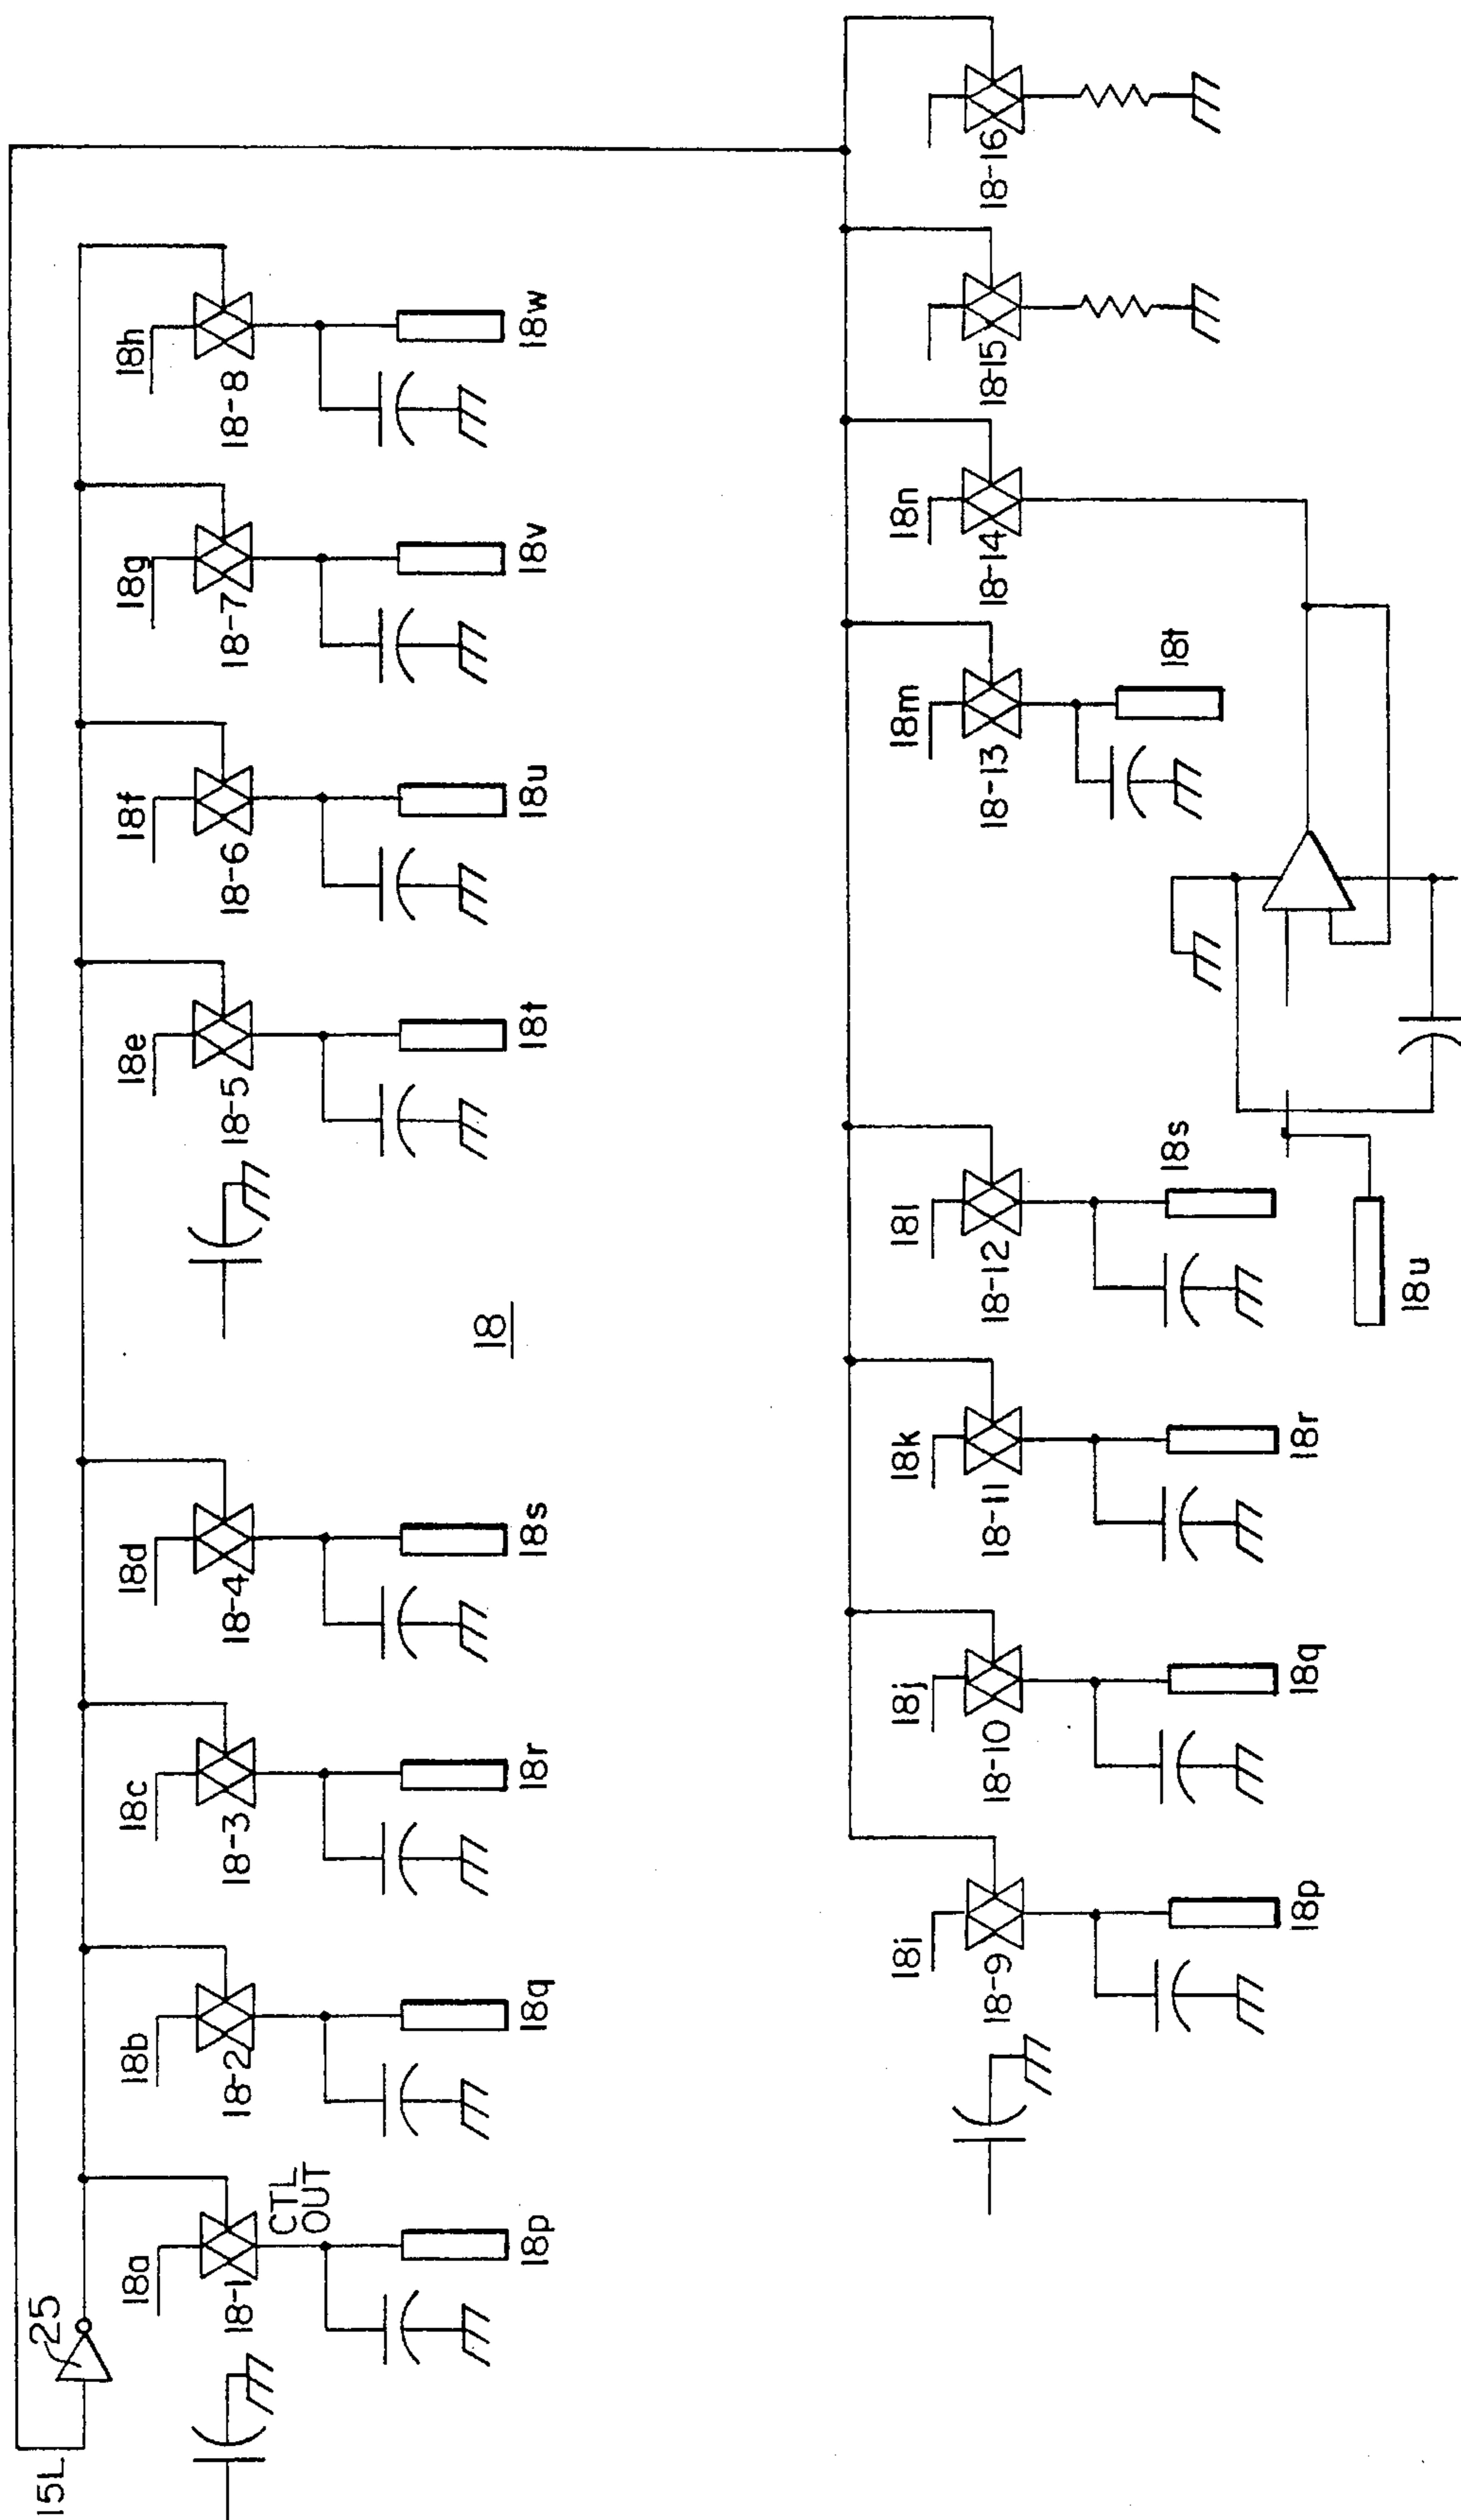 15L
25
18a
18-1
CTL
OUT
18p
18b
18-2
18q
18c
18-3
18r
18d
18-4
18s
18
18e
18-5
18t
18f
18-6
18u
18g
18-7
18v
18h
18-8
18w
18i
18-9
18p
18j
18-10
18q
18k
18-11
18r
18l
18-12
18s
18u
18m
18-13
18t
18n
18-14
18-15
18-16